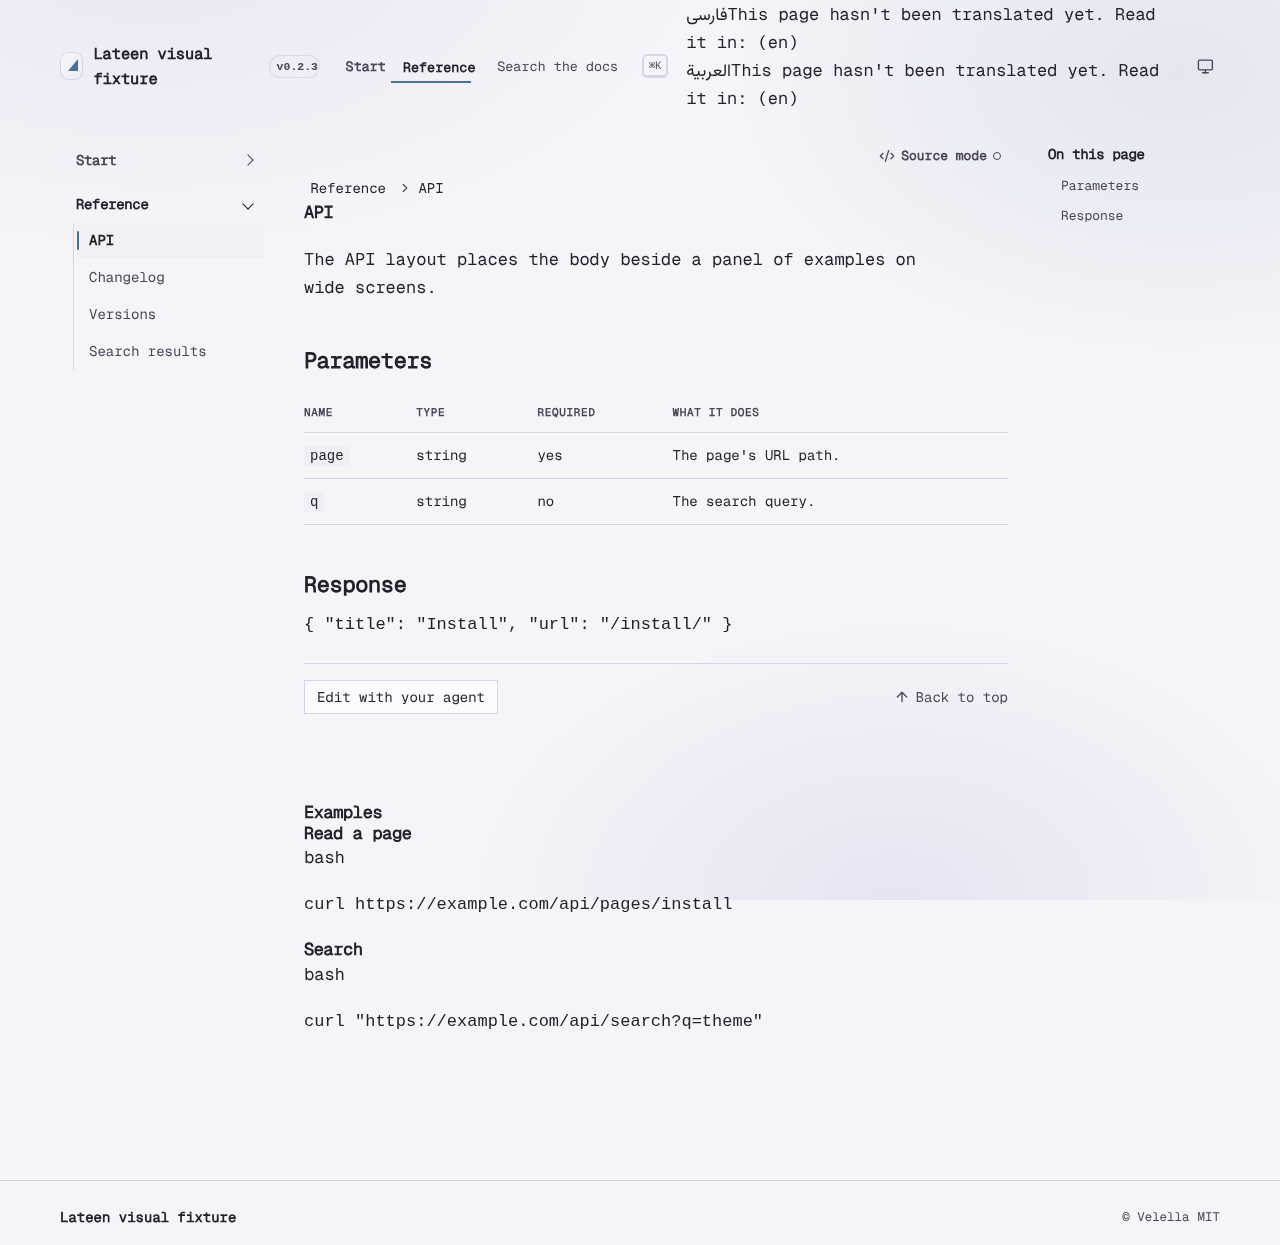 فارسیThis page hasn't been translated yet. Read
it in: (en)
العربيةThis page hasn't been translated yet. Read
it in: (en)
Lateen visual
fixture
v0.2.3
Start
Reference
Search the docs
⌘K
Start
Reference
API
Changelog
Versions
Search results
Source mode
On this page
Parameters
Response
Reference > API
API
The API layout places the body beside a panel of examples on
wide screens.
Parameters
NAME TYPE REQUIRED WHAT IT DOES
page string yes The page's URL path.
q string no The search query.
Response
{ "title": "Install", "url": "/install/" }
Edit with your agent
↑ Back to top
Examples
Read a page
bash
curl https://example.com/api/pages/install
Search
bash
curl "https://example.com/api/search?q=theme"
Lateen visual fixture
© Velella MIT